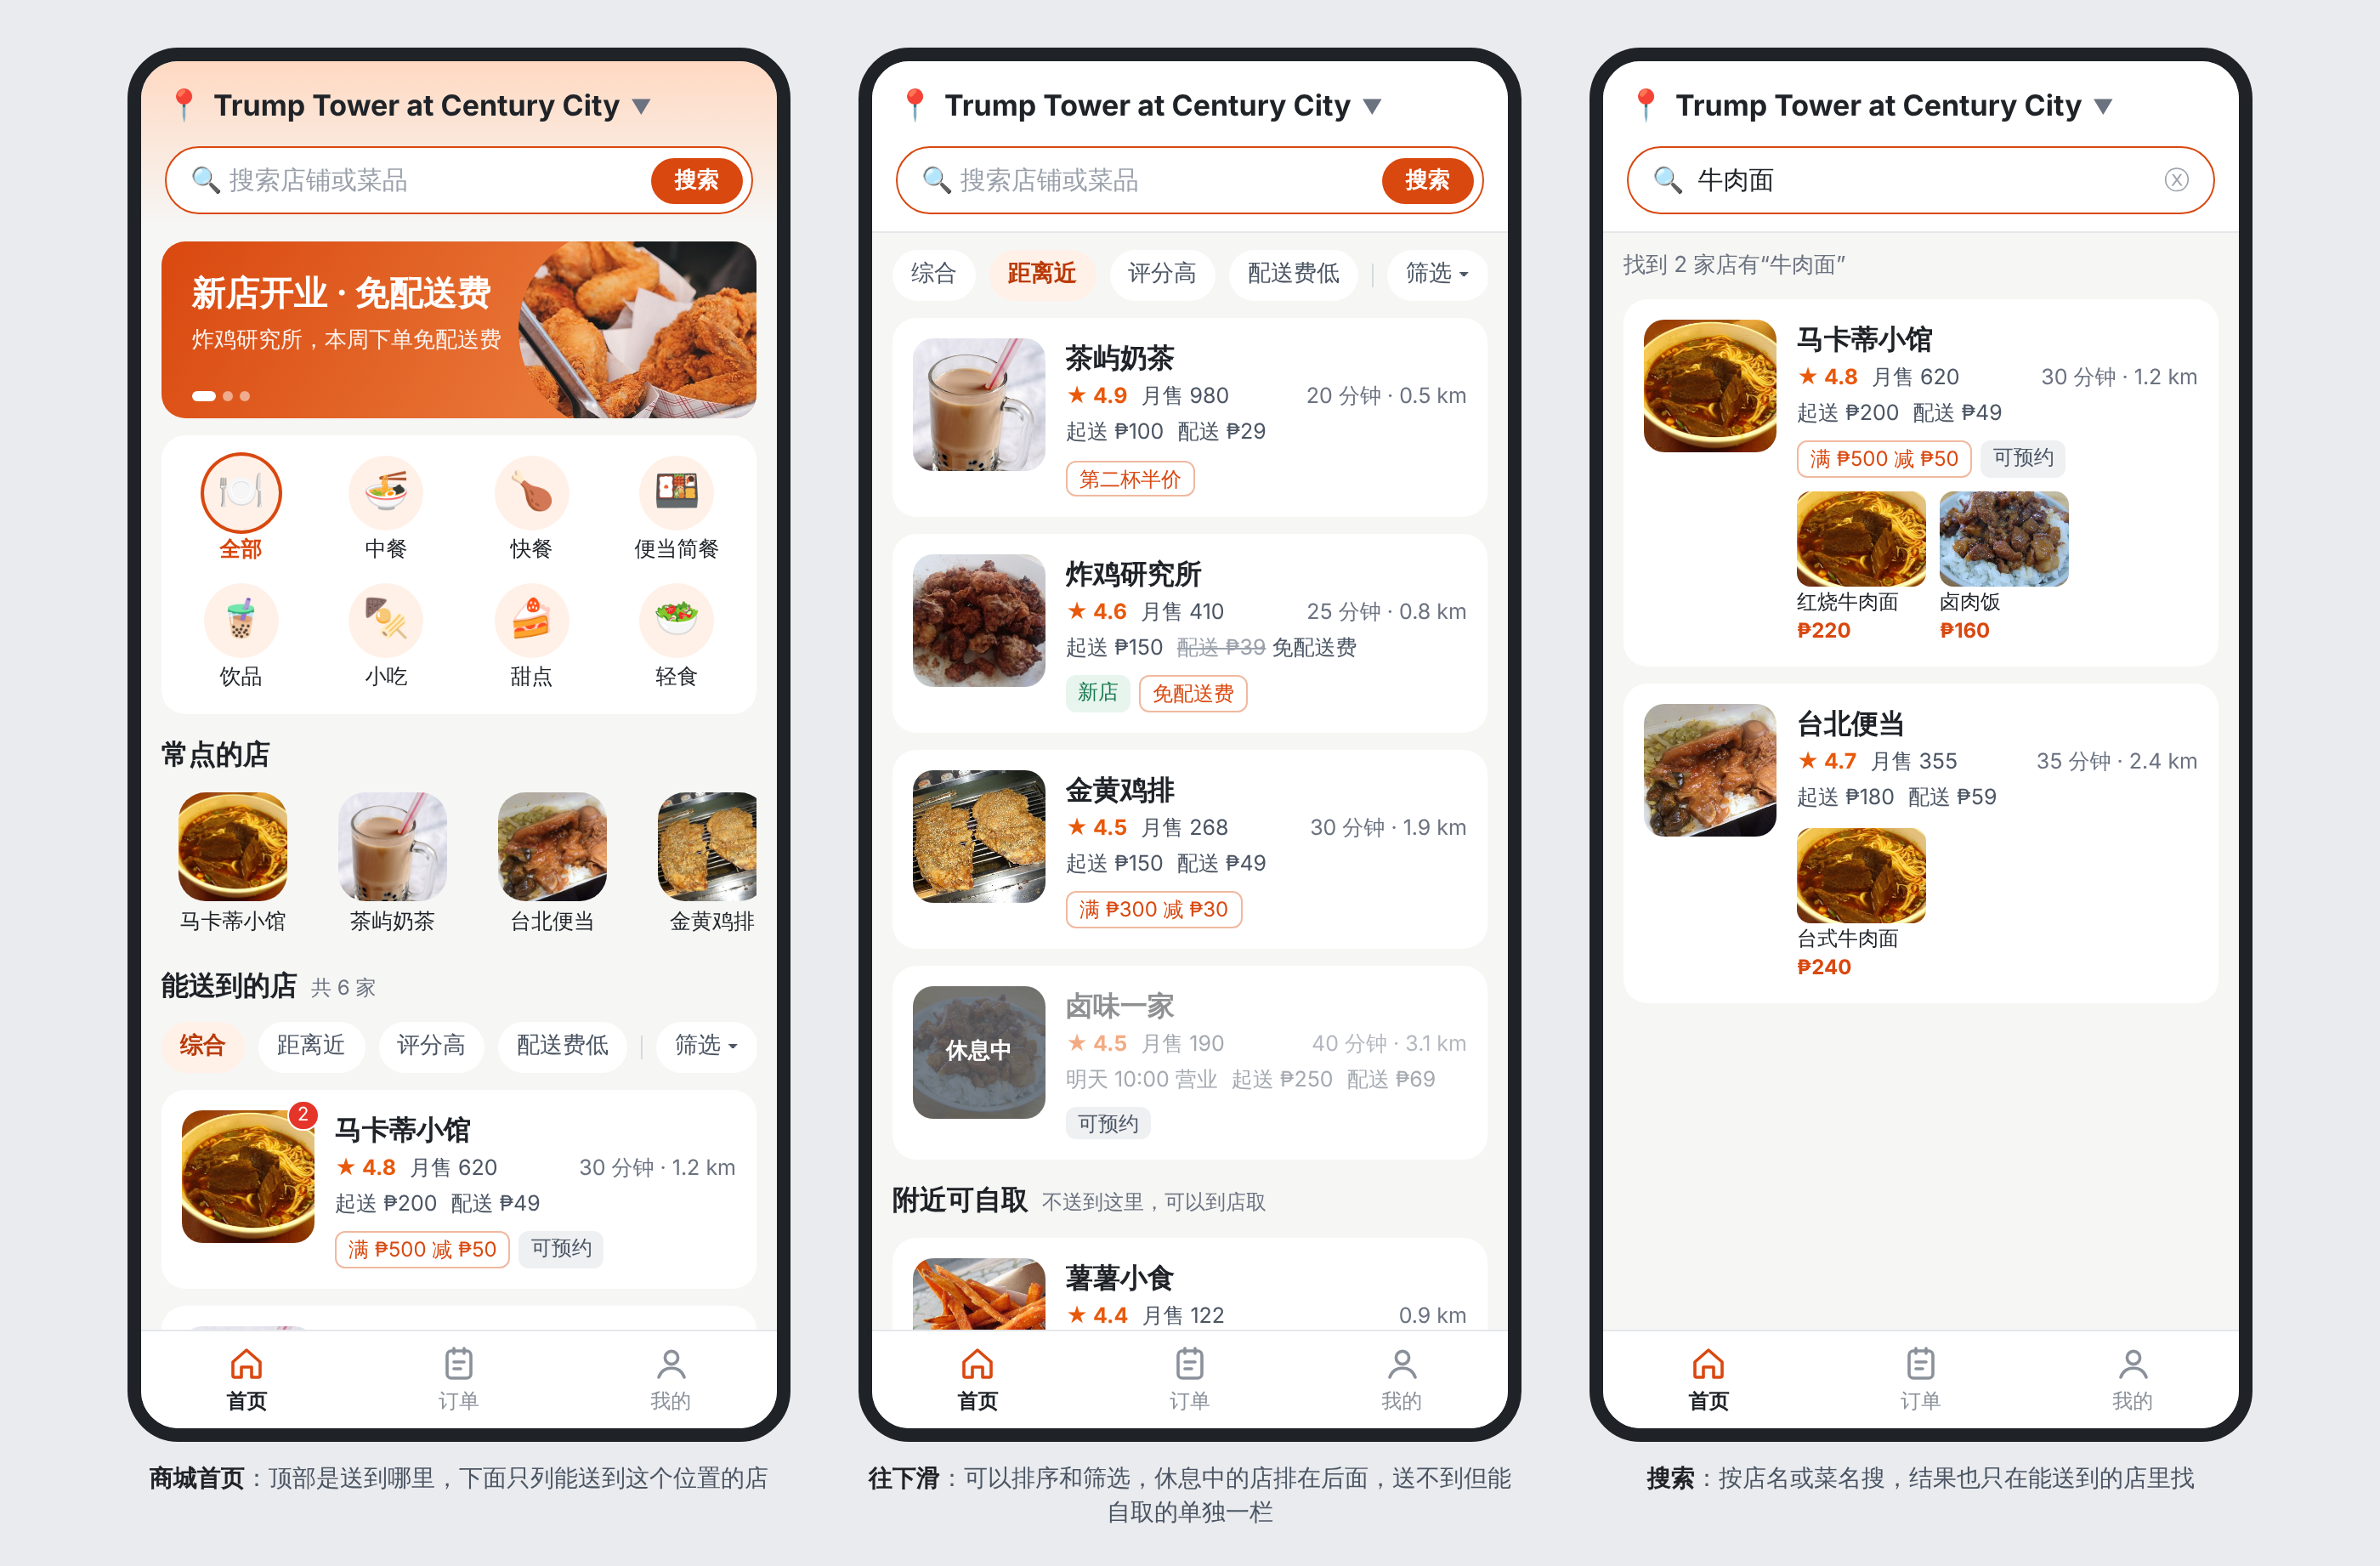 Trump Tower at Century City ▼
搜索店铺或菜品 搜索
新店开业 · 免配送费
炸鸡研究所，本周下单免配送费
全部 中餐 快餐 便当简餐
饮品 小吃 甜点 轻食
常点的店
马卡蒂小馆 茶屿奶茶 台北便当 金黄鸡排
能送到的店 共 6 家
综合 距离近 评分高 配送费低 筛选
2
马卡蒂小馆
★ 4.8 月售 620 30 分钟 · 1.2 km
起送 ₱200 配送 ₱49
满 ₱500 减 ₱50 可预约
首页 订单 我的
商城首页：顶部是送到哪里，下面只列能送到这个位置的店
Trump Tower at Century City ▼
搜索店铺或菜品 搜索
综合 距离近 评分高 配送费低 筛选
茶屿奶茶
★ 4.9 月售 980 20 分钟 · 0.5 km
起送 ₱100 配送 ₱29
第二杯半价
炸鸡研究所
★ 4.6 月售 410 25 分钟 · 0.8 km
起送 ₱150 配送 ₱39 免配送费
新店 免配送费
金黄鸡排
★ 4.5 月售 268 30 分钟 · 1.9 km
起送 ₱150 配送 ₱49
满 ₱300 减 ₱30
休息中
卤味一家
★ 4.5 月售 190 40 分钟 · 3.1 km
明天 10:00 营业 起送 ₱250 配送 ₱69
可预约
附近可自取 不送到这里，可以到店取
薯薯小食
★ 4.4 月售 122 0.9 km
首页 订单 我的
往下滑：可以排序和筛选，休息中的店排在后面，送不到但能
自取的单独一栏
Trump Tower at Century City ▼
牛肉面
找到 2 家店有“牛肉面”
马卡蒂小馆
★ 4.8 月售 620 30 分钟 · 1.2 km
起送 ₱200 配送 ₱49
满 ₱500 减 ₱50 可预约
红烧牛肉面 卤肉饭
₱220 ₱160
台北便当
★ 4.7 月售 355 35 分钟 · 2.4 km
起送 ₱180 配送 ₱59
台式牛肉面
₱240
首页 订单 我的
搜索：按店名或菜名搜，结果也只在能送到的店里找